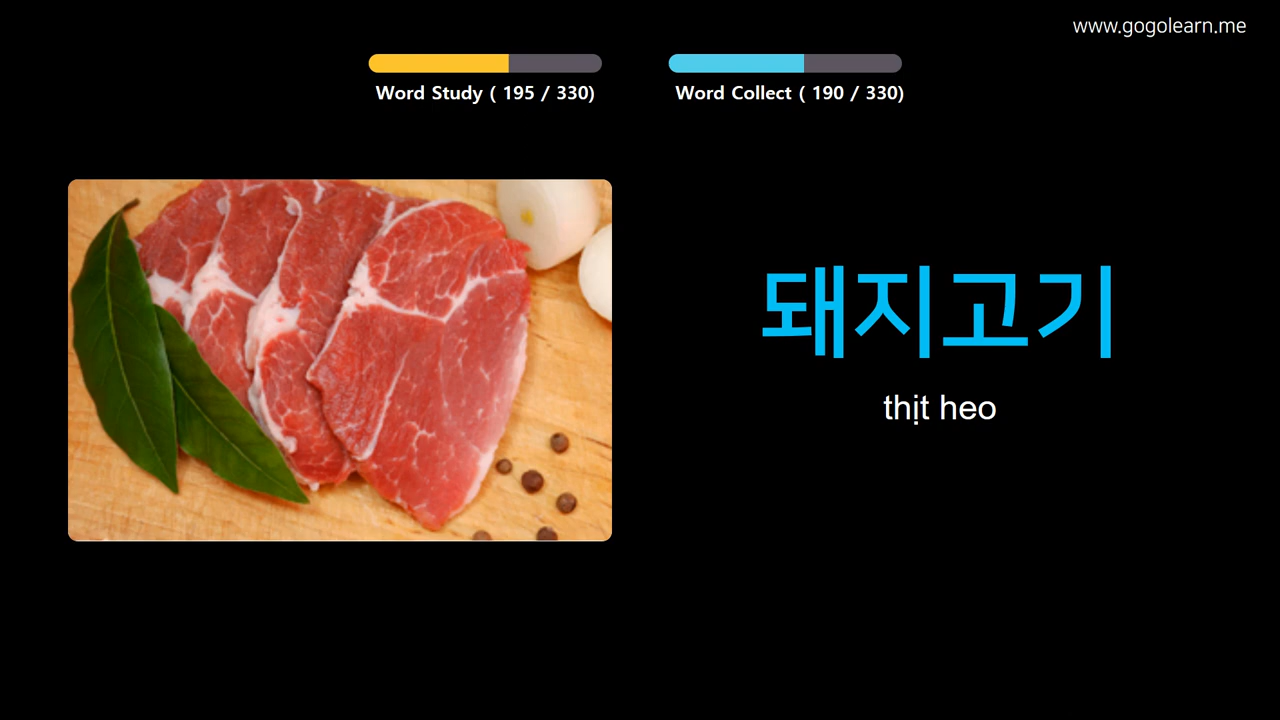 www.gogolearn.me
Word Study ( 195 / 330)
Word Collect ( 190 / 330)
돼지고기
thịt heo